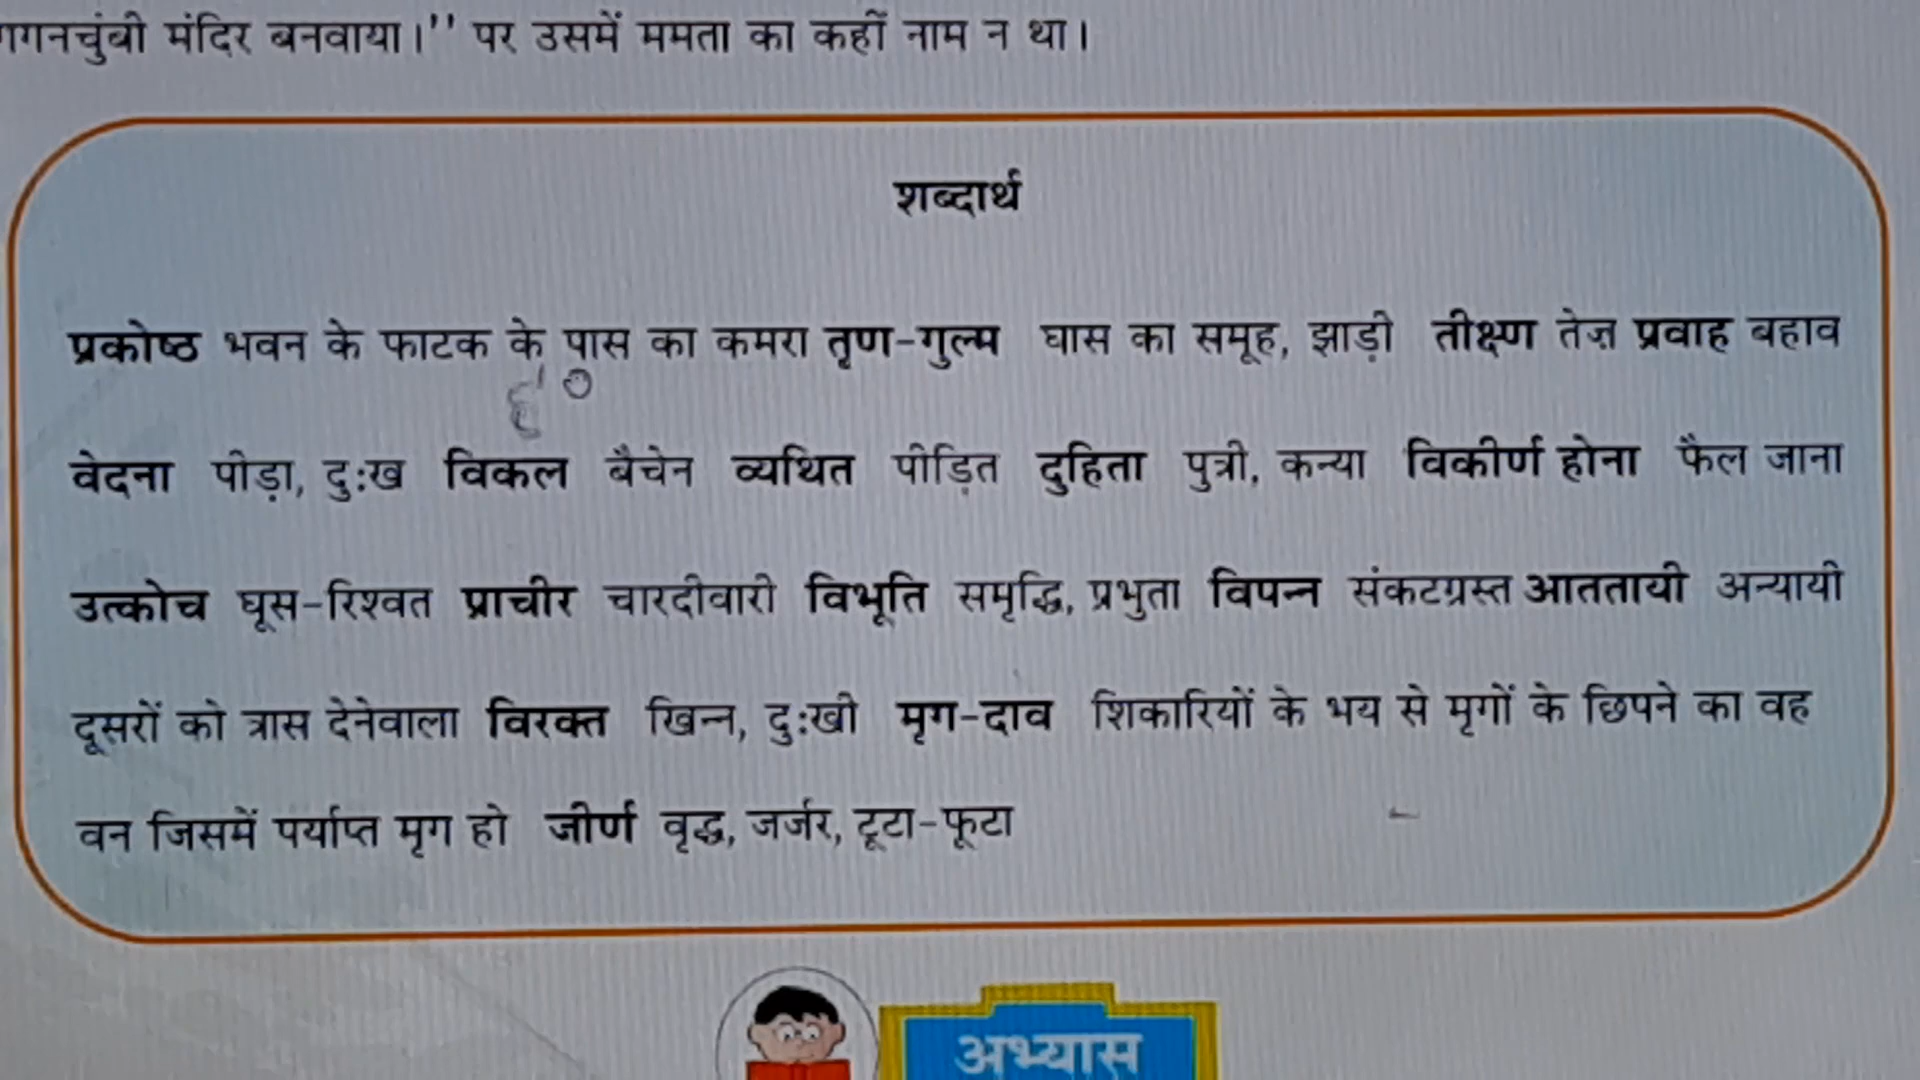 गगनचुंबी मंदिर बनवाया।'' पर उसमें ममता का कहीं नाम न था।
शब्दार्थ
प्रकोष्ठ भवन के फाटक के पास का कमरा तृण-गुल्म घास का समूह, झाड़ी तीक्ष्ण तेज़ प्रवाह बहाव
वेदना पीड़ा, दुःख विकल बैचेन व्यथित पीड़ित दुहिता पुत्री, कन्या विकीर्ण होना फैल जाना
उत्कोच घूस-रिश्वत प्राचीर चारदीवारी विभूति समृद्धि, प्रभुता विपन्न संकटग्रस्त आततायी अन्यायी
दूसरों को त्रास देनेवाला विरक्त खिन्न, दुःखी मृग-दाव शिकारियों के भय से मृगों के छिपने का वह
वन जिसमें पर्याप्त मृग हो जीर्ण वृद्ध, जर्जर, टूटा-फूटा
अभ्यास